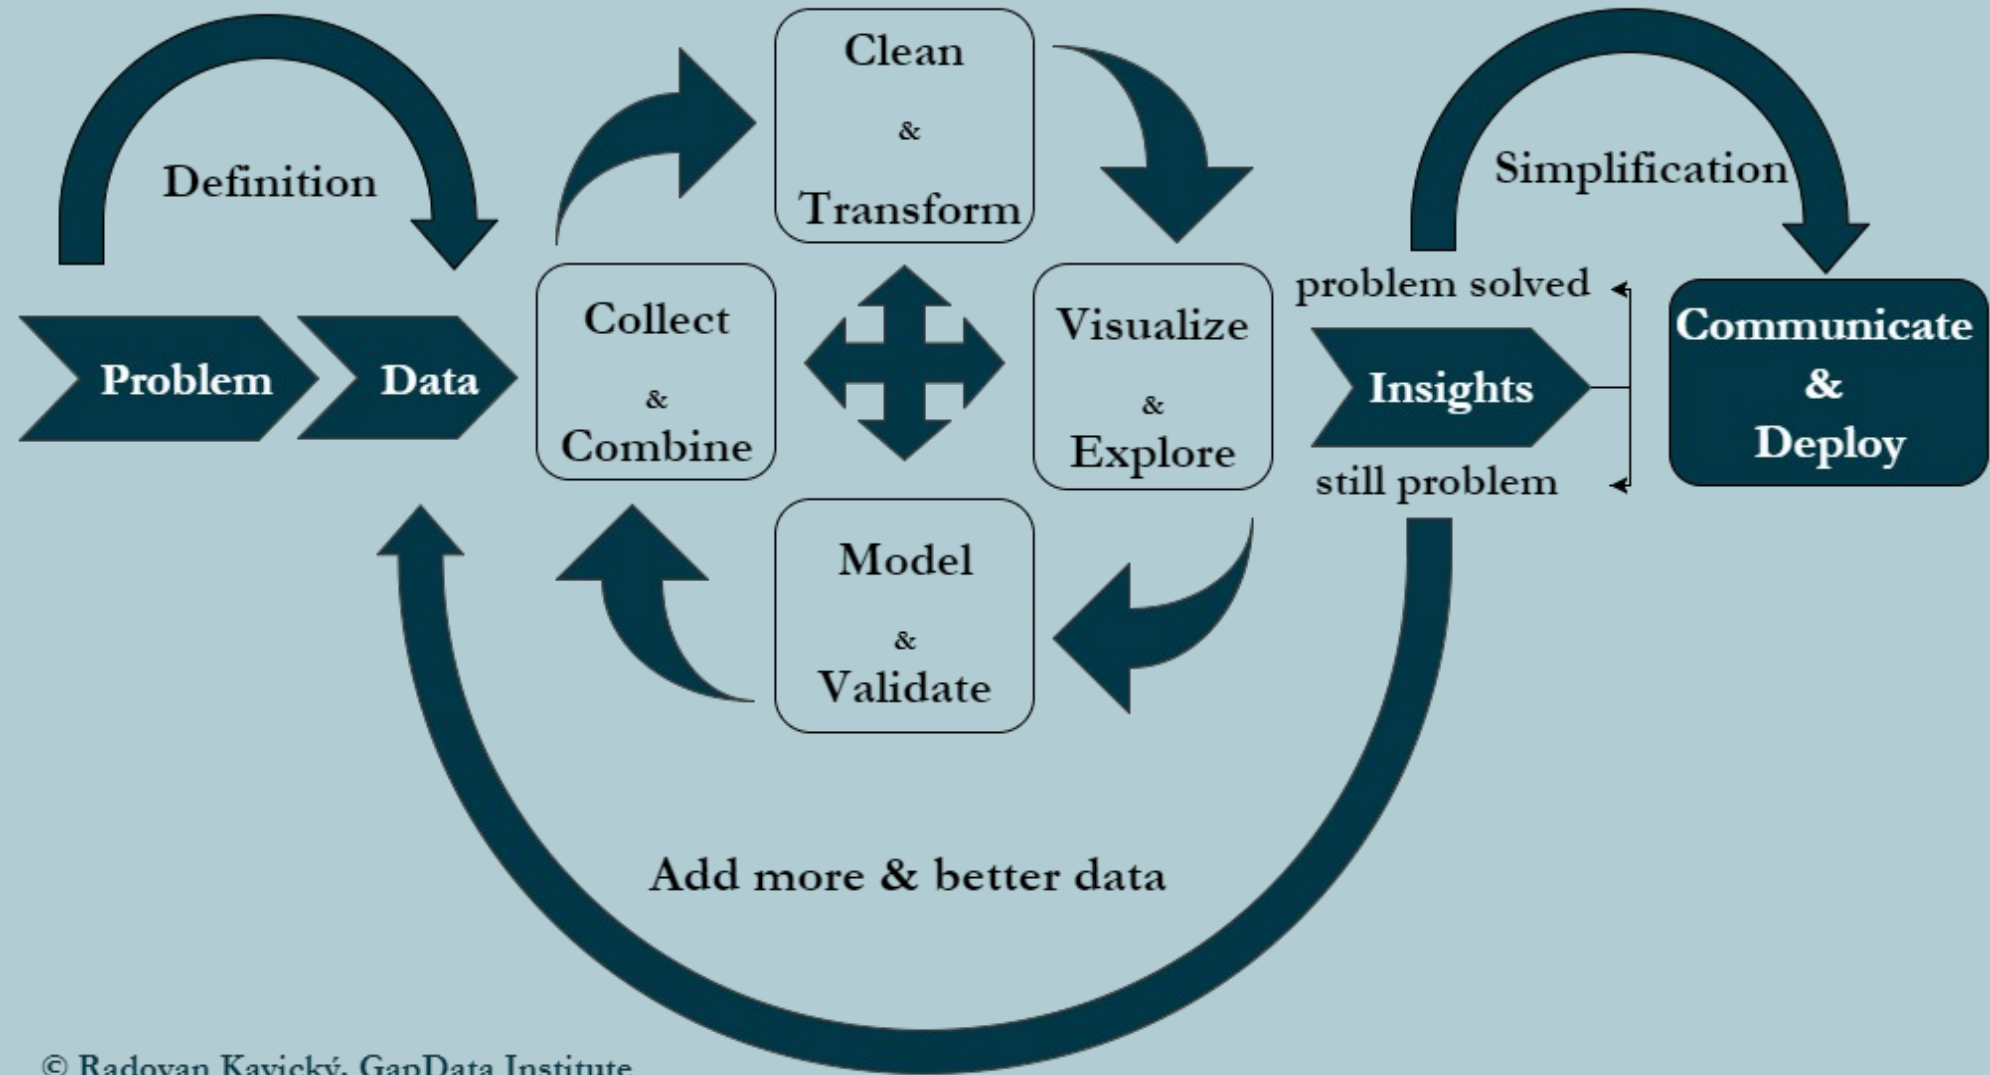 Definition
Problem
Data
Collect
&
Combine
Clean
&
Transform
Visualize
&
Explore
Model
&
Validate
problem solved
Insights
still problem
Simplification
Communicate
&
Deploy
Add more & better data
© Radovan Kavický, GapData Institute